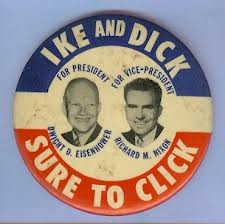 IKE AND DICK
FOR PRESIDENT
FOR VICE-PRESIDENT
DWIGHT D. EISENHOWER
RICHARD M. NIXON
SURE TO CLICK